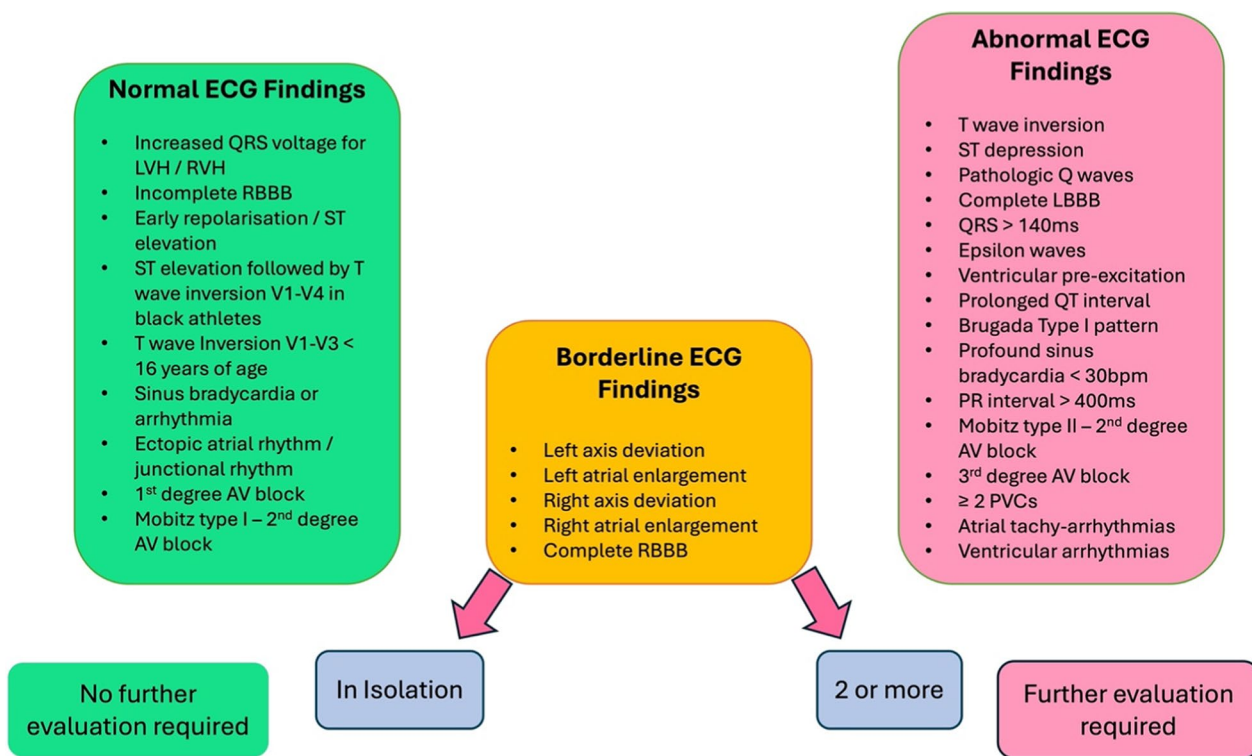 Normal ECG Findings
• Increased QRS voltage for
LVH / RVH
• Incomplete RBBB
• Early repolarisation / ST
elevation
• ST elevation followed by T
wave inversion V1-V4 in
black athletes
• T wave Inversion V1-V3 <
16 years of age
• Sinus bradycardia or
arrhythmia
• Ectopic atrial rhythm /
junctional rhythm
• 1st degree AV block
• Mobitz type I – 2nd degree
AV block
Borderline ECG
Findings
• Left axis deviation
• Left atrial enlargement
• Right axis deviation
• Right atrial enlargement
• Complete RBBB
Abnormal ECG
Findings
• T wave inversion
• ST depression
• Pathologic Q waves
• Complete LBBB
• QRS > 140ms
• Epsilon waves
• Ventricular pre-excitation
• Prolonged QT interval
• Brugada Type I pattern
• Profound sinus
bradycardia < 30bpm
• PR interval > 400ms
• Mobitz type II – 2nd degree
AV block
• 3rd degree AV block
• ≥ 2 PVCs
• Atrial tachy-arrhythmias
• Ventricular arrhythmias
No further
evaluation required
In Isolation
2 or more
Further evaluation
required